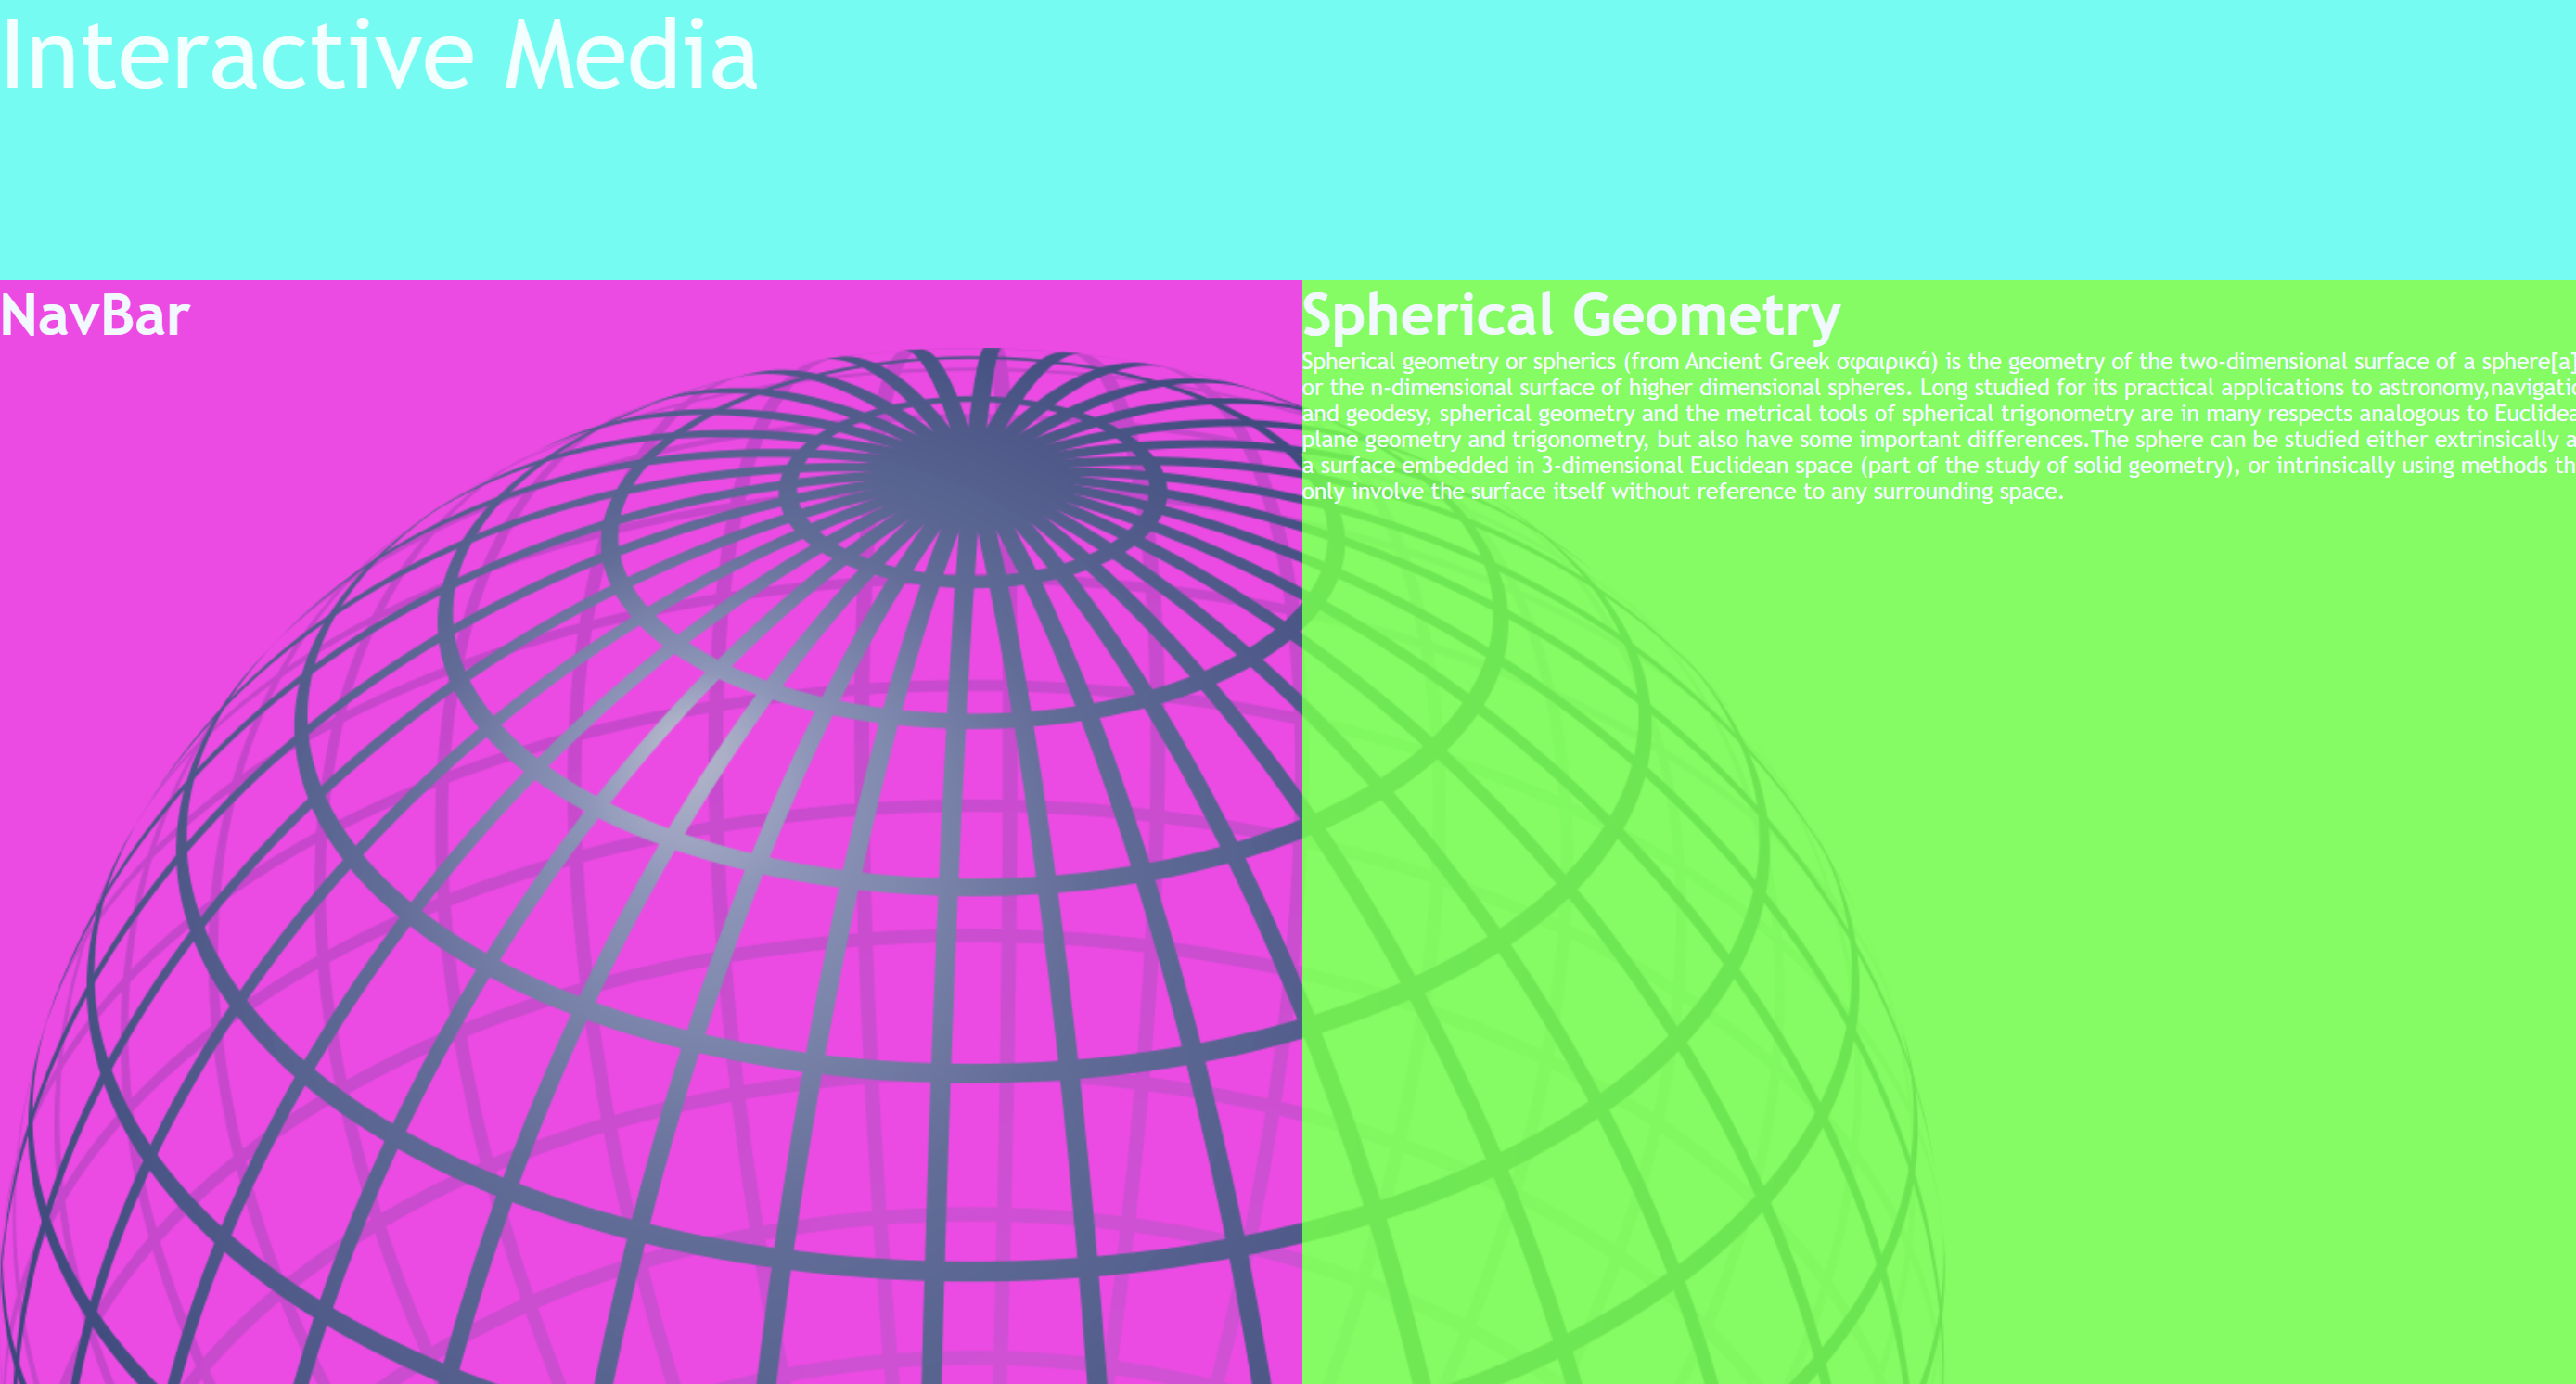 Interactive Media
NavBar
Spherical Geometry
Spherical geometry or spherics (from Ancient Greek σφαιρικά) is the geometry of the two-dimensional surface of a sphere[a]
or the n-dimensional surface of higher dimensional spheres. Long studied for its practical applications to astronomy,
and geodesy, spherical geometry and the metrical tools of spherical trigonometry are in many respects analogous to
plane geometry and trigonometry, but also have some important differences.The sphere can be studied either extrinsically
a surface embedded in 3-dimensional Euclidean space (part of the study of solid geometry), or intrinsically using methods
only involve the surface itself without reference to any surrounding space.